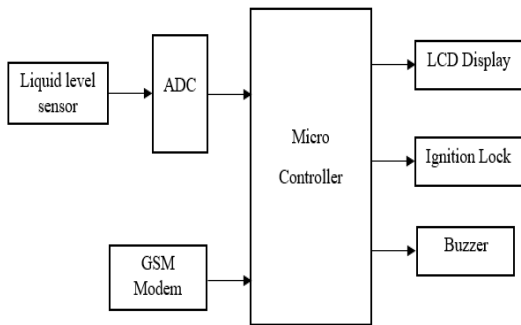 Liquid level
sensor
ADC
Micro
Controller
GSM
Modem
LCD Display
Ignition Lock
Buzzer